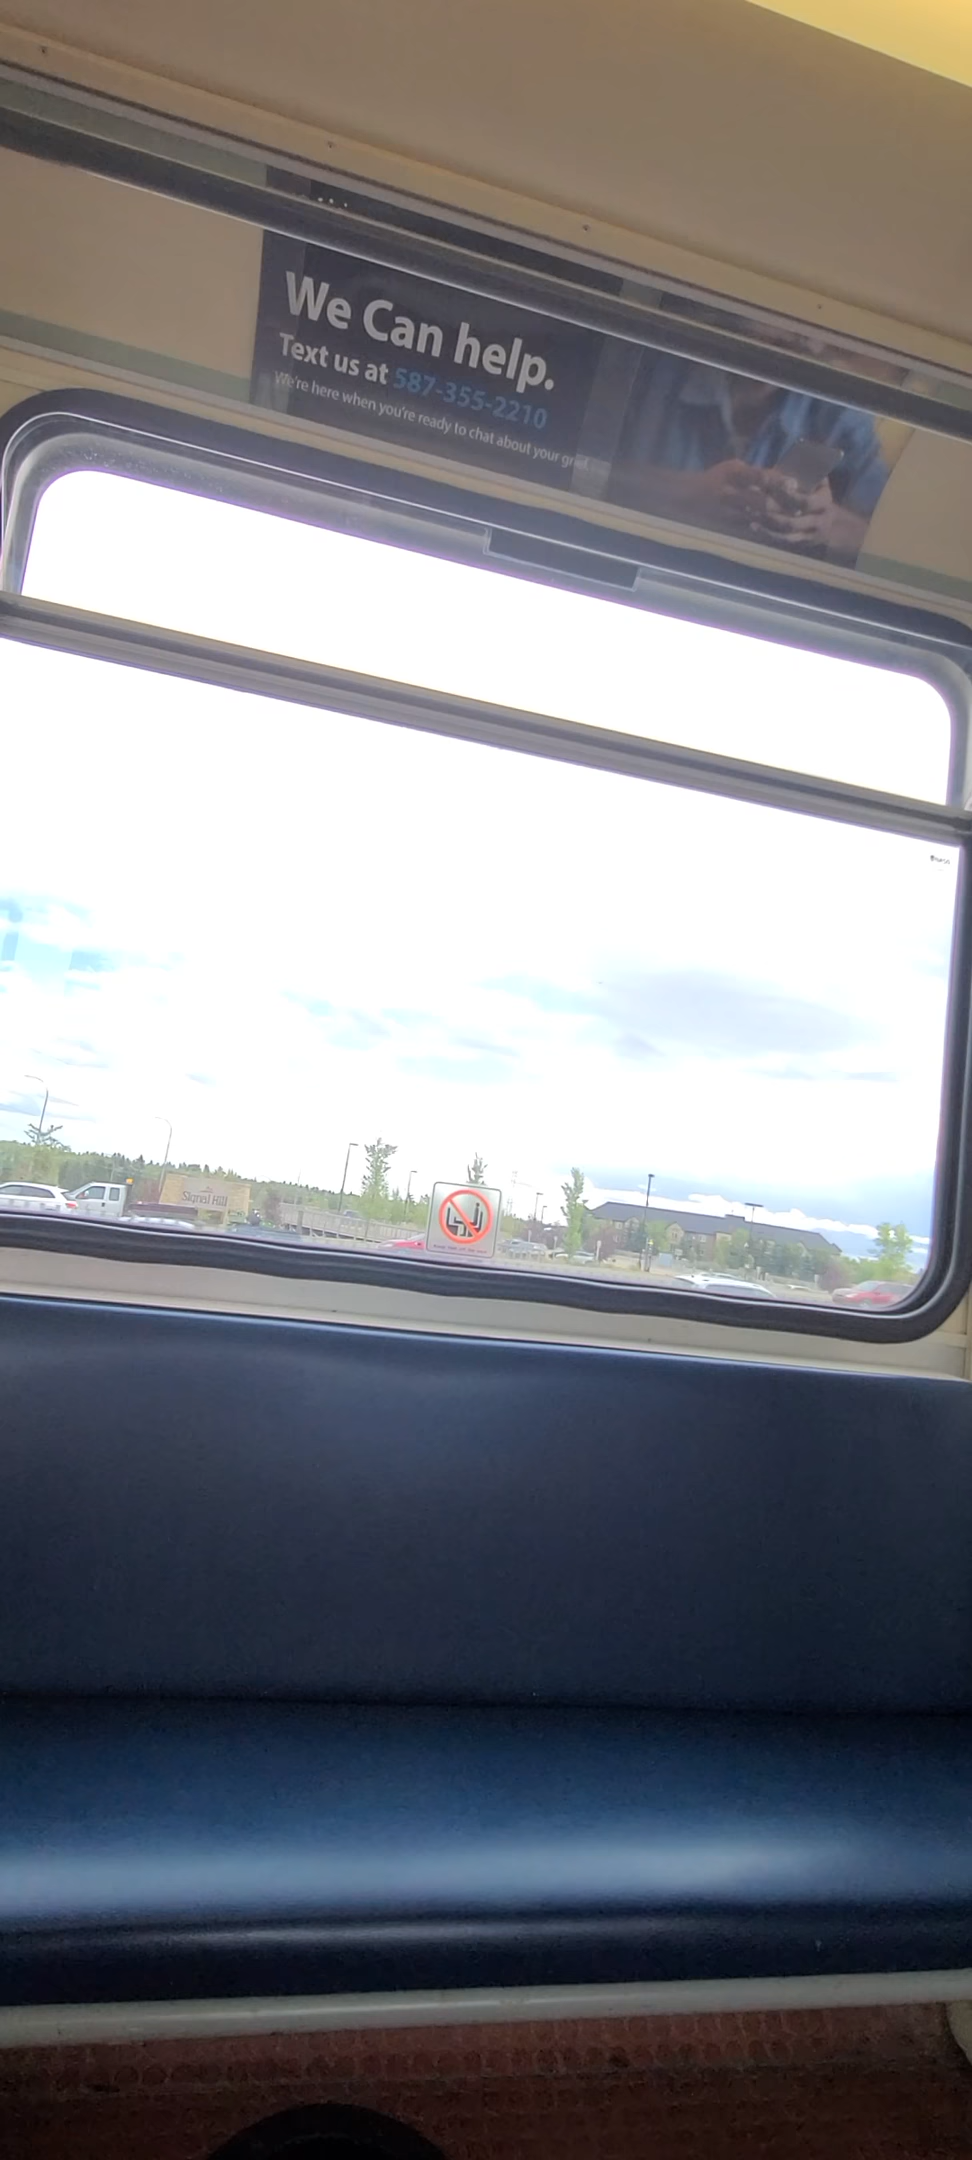 We Can help.
Text us at 587-355-2210
We're here when you're ready to chat about your grief.
Signal Hill